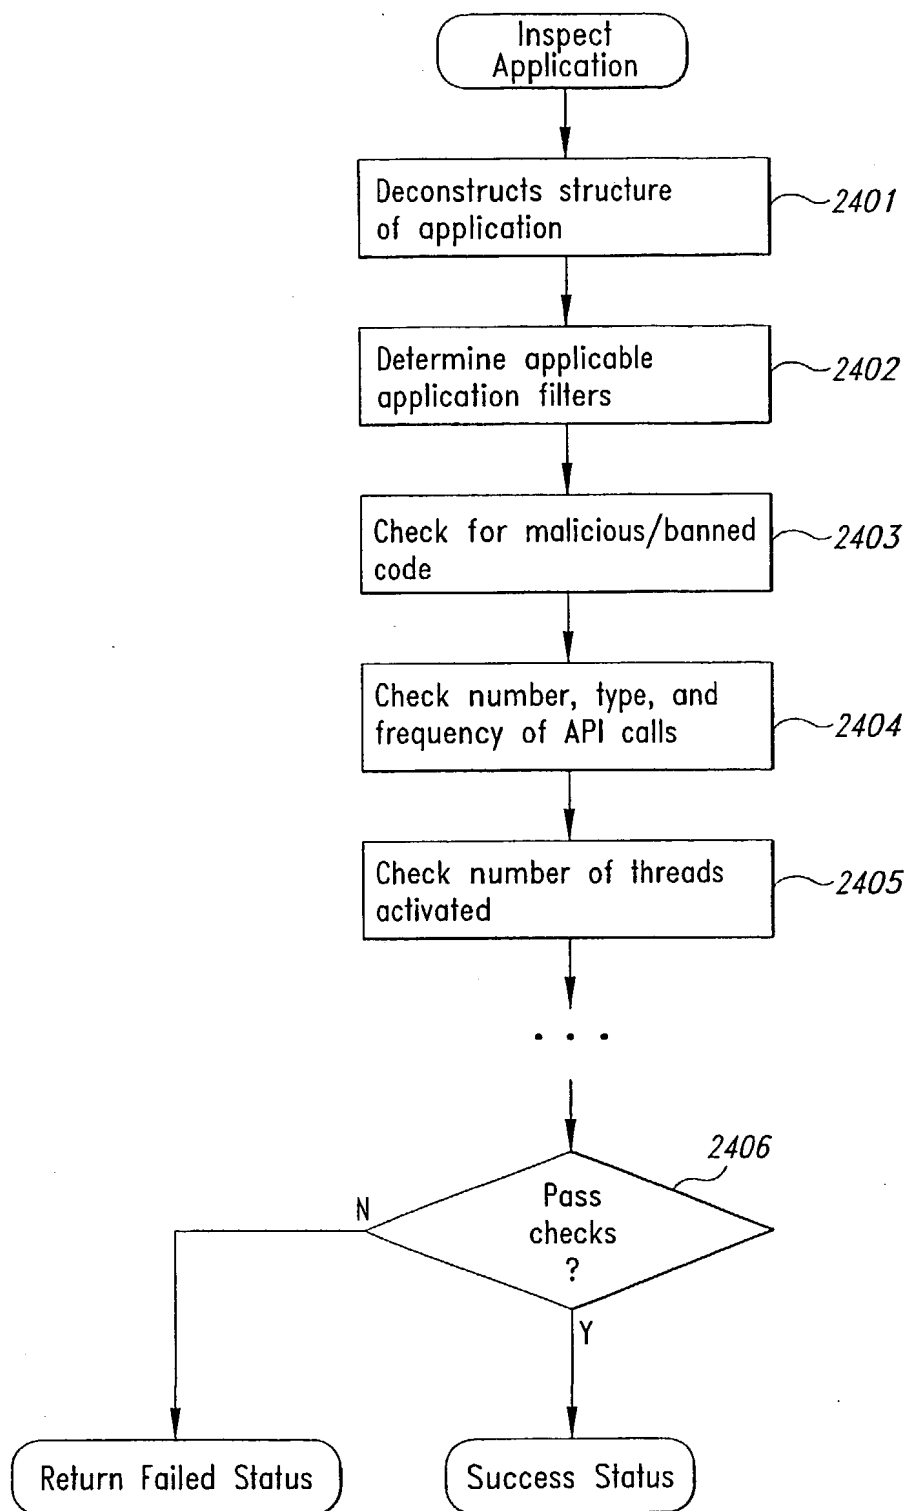 Inspect
Application
Deconstructs structure
of application
2401
Determine applicable
application filters
2402
Check for malicious/banned
code
2403
Check number, type, and
frequency of API calls
2404
Check number of threads
activated
2405
. . .
2406
Pass
checks
?
N
Y
Return Failed Status
Success Status